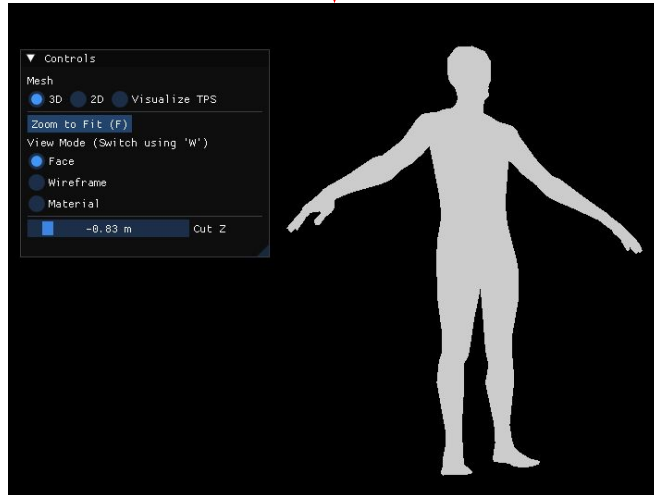 Controls
Mesh
3D 2D Visualize TPS
Zoom to Fit (F)
View Mode (Switch using 'W')
Face
Wireframe
Material
-0.83 m Cut Z